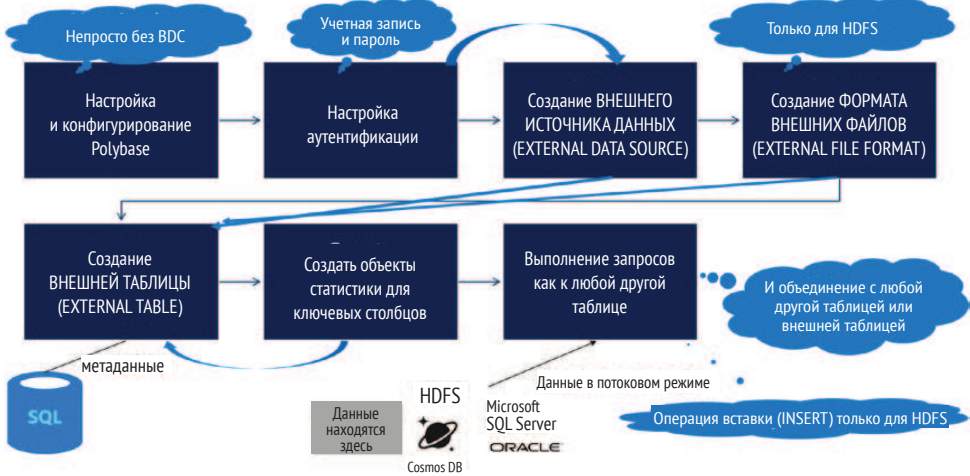 Непросто без BDC
Учетная запись
и пароль
Только для HDFS
Настройка
и конфигурирование
Polybase
Настройка
аутентификации
Создание ВНЕШНЕГО
ИСТОЧНИКА ДАННЫХ
(EXTERNAL DATA SOURCE)
Создание ФОРМАТА
ВНЕШНИХ ФАЙЛОВ
(EXTERNAL FILE FORMAT)
Создание
ВНЕШНЕЙ ТАБЛИЦЫ
(EXTERNAL TABLE)
Создать объекты
статистики для
ключевых столбцов
Выполнение запросов
как к любой другой
таблице
И объединение с любой
другой таблицей или
внешней таблицей
метаданные
SQL
Данные
находятся
здесь
HDFS
Cosmos DB
Microsoft
SQL Server
ORACLE
Данные в потоковом режиме
Операция вставки (INSERT) только для HDFS